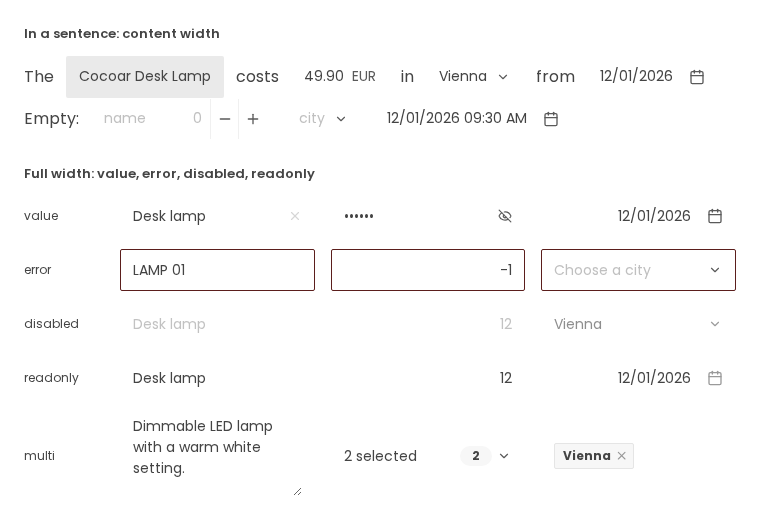 In a sentence: content width
The Cocoar Desk Lamp costs 49.90 EUR in Vienna from 12/01/2026
Empty: name 0 city 12/01/2026 09:30 AM
Full width: value, error, disabled, readonly
value Desk lamp •••••• 12/01/2026
error LAMP 01 -1 Choose a city
disabled Desk lamp 12 Vienna
readonly Desk lamp 12 12/01/2026
multi Dimmable LED lamp
with a warm white
setting.
2 selected 2 Vienna